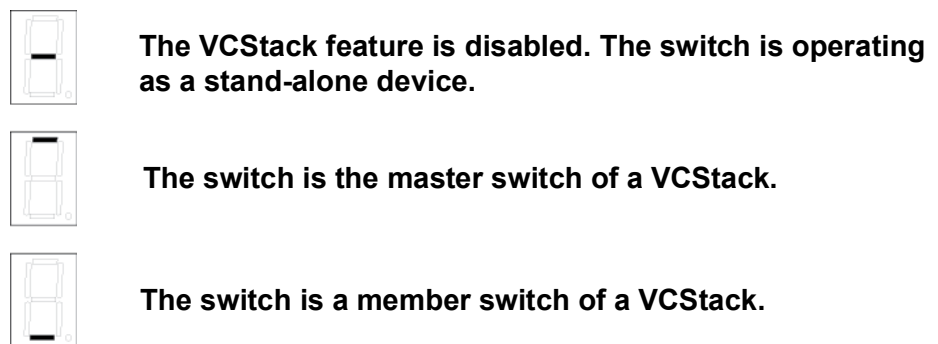 The VCStack feature is disabled. The switch is operating
as a stand-alone device.
The switch is the master switch of a VCStack.
The switch is a member switch of a VCStack.